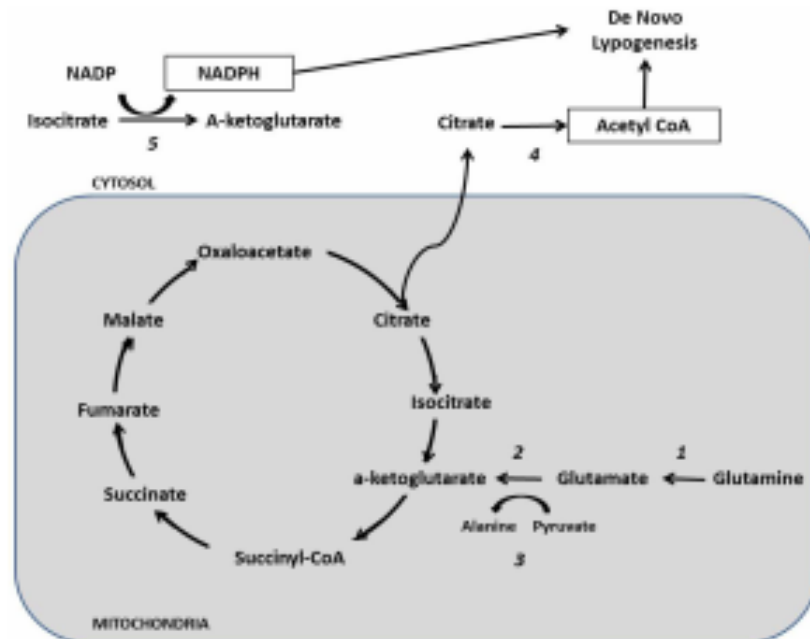 De Novo
Lypogenesis
NADP
NADPH
Isocitrate
A-ketoglutarate
5
Citrate
4
Acetyl CoA
CYTOSOL
Oxaloacetate
Malate
Citrate
Fumarate
Isocitrate
2
1
a-ketoglutarate
Glutamate
Glutamine
Succinate
Alanine
Pyruvate
3
Succinyl-CoA
MITOCHONDRIA